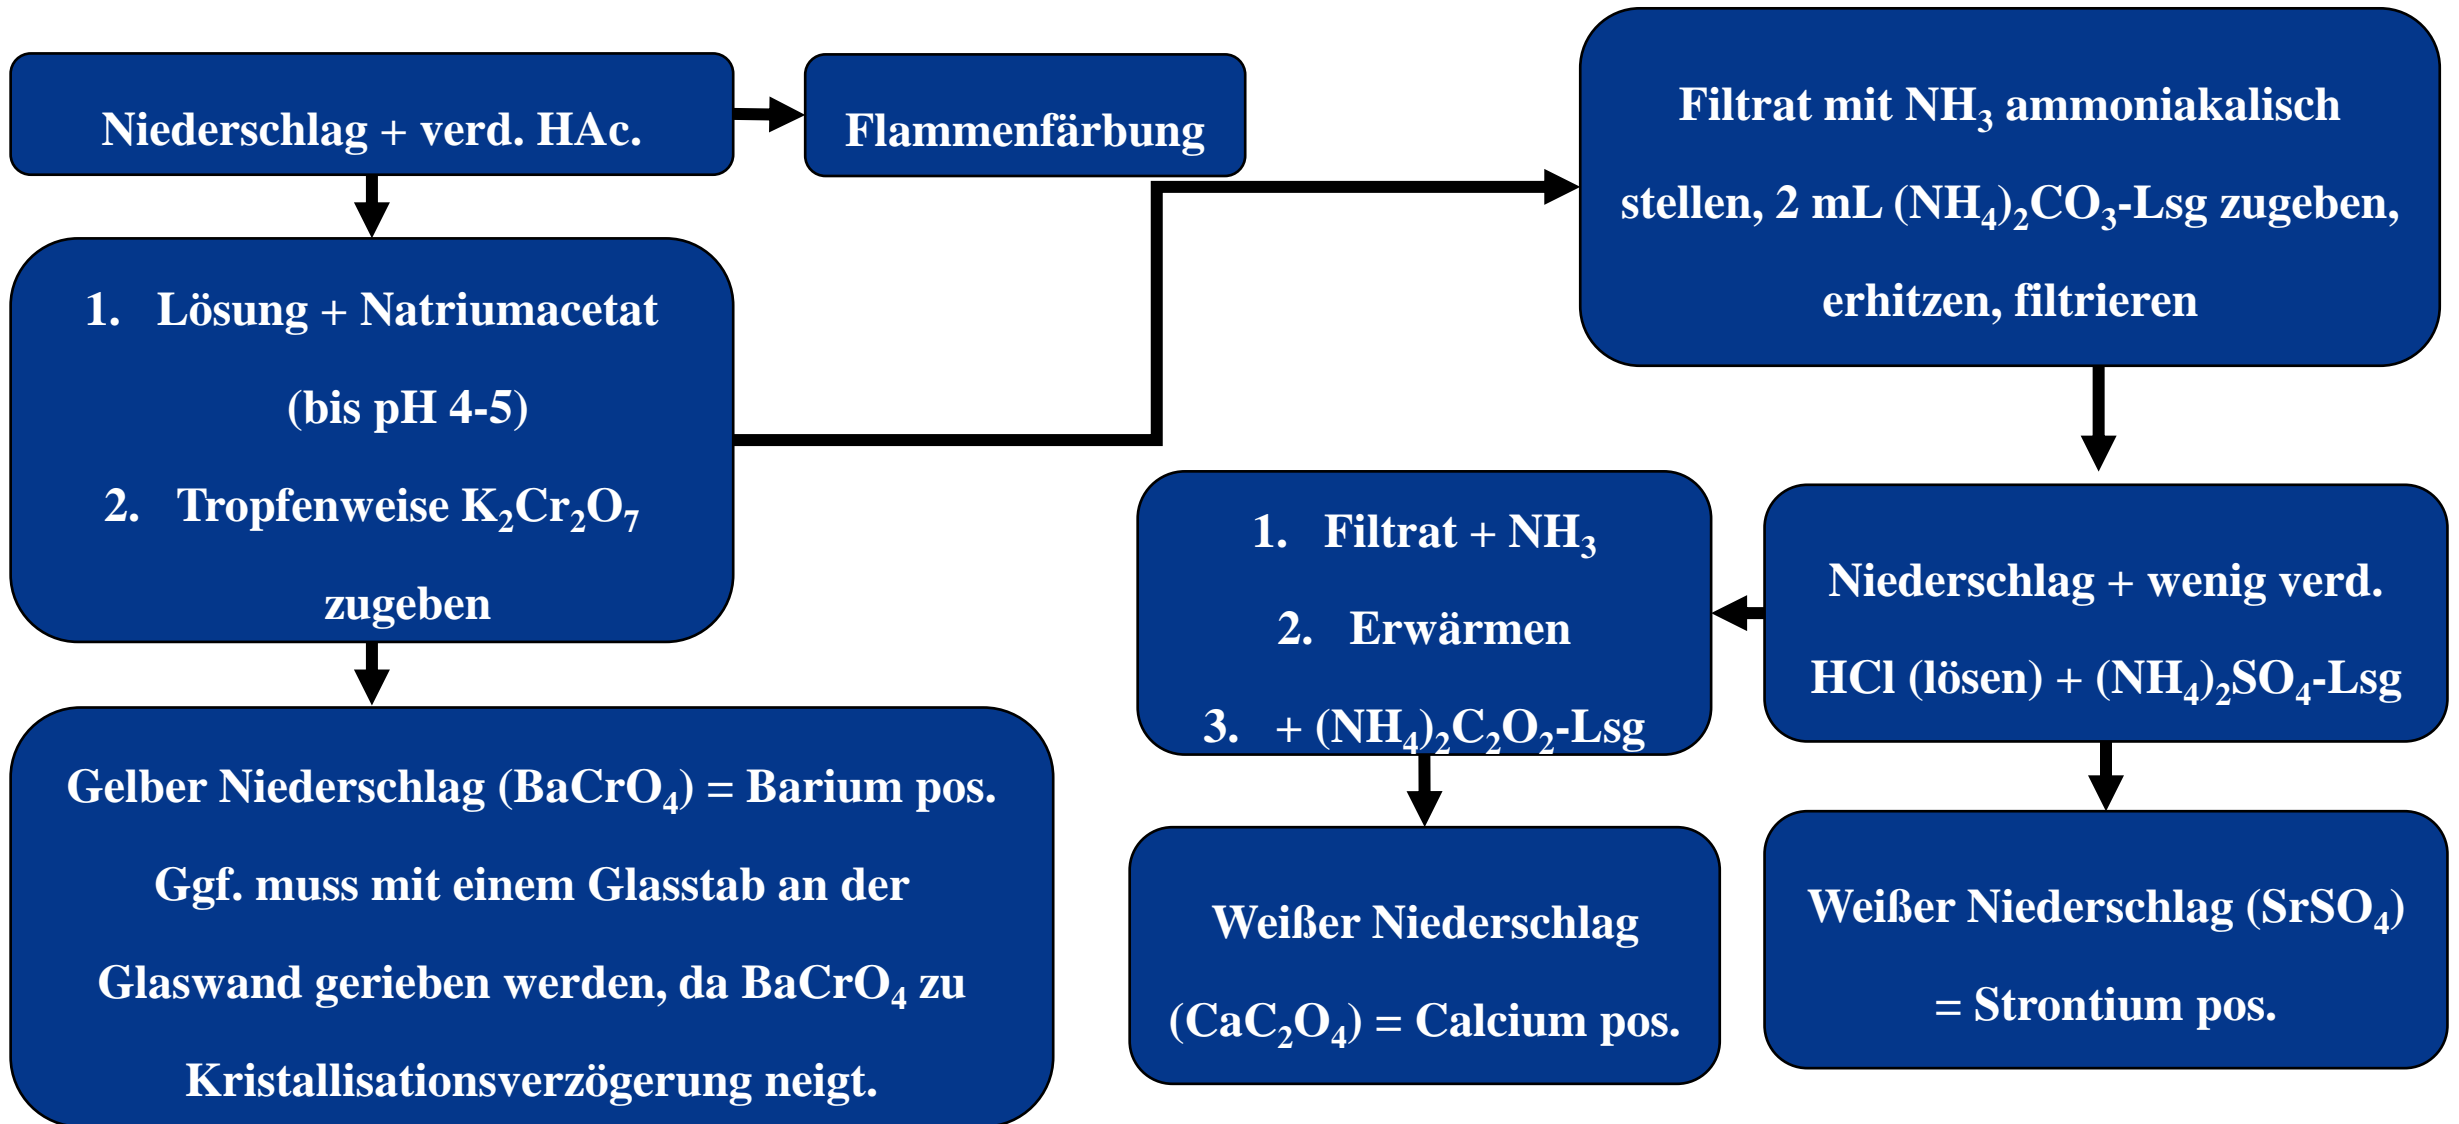 Niederschlag + verd. HAc.
Flammenfärbung
Filtrat mit NH₃ ammoniakalisch
stellen, 2 mL (NH₄)₂CO₃-Lsg zugeben,
erhitzen, filtrieren
1. Lösung + Natriumacetat
(bis pH 4-5)
2. Tropfenweise K₂Cr₂O₇
zugeben
1. Filtrat + NH₃
2. Erwärmen
3. + (NH₄)₂C₂O₂-Lsg
Niederschlag + wenig verd.
HCl (lösen) + (NH₄)₂SO₄-Lsg
Gelber Niederschlag (BaCrO₄) = Barium pos.
Ggf. muss mit einem Glasstab an der
Glaswand gerieben werden, da BaCrO₄ zu
Kristallisationsverzögerung neigt.
Weißer Niederschlag
(CaC₂O₄) = Calcium pos.
Weißer Niederschlag (SrSO₄)
= Strontium pos.